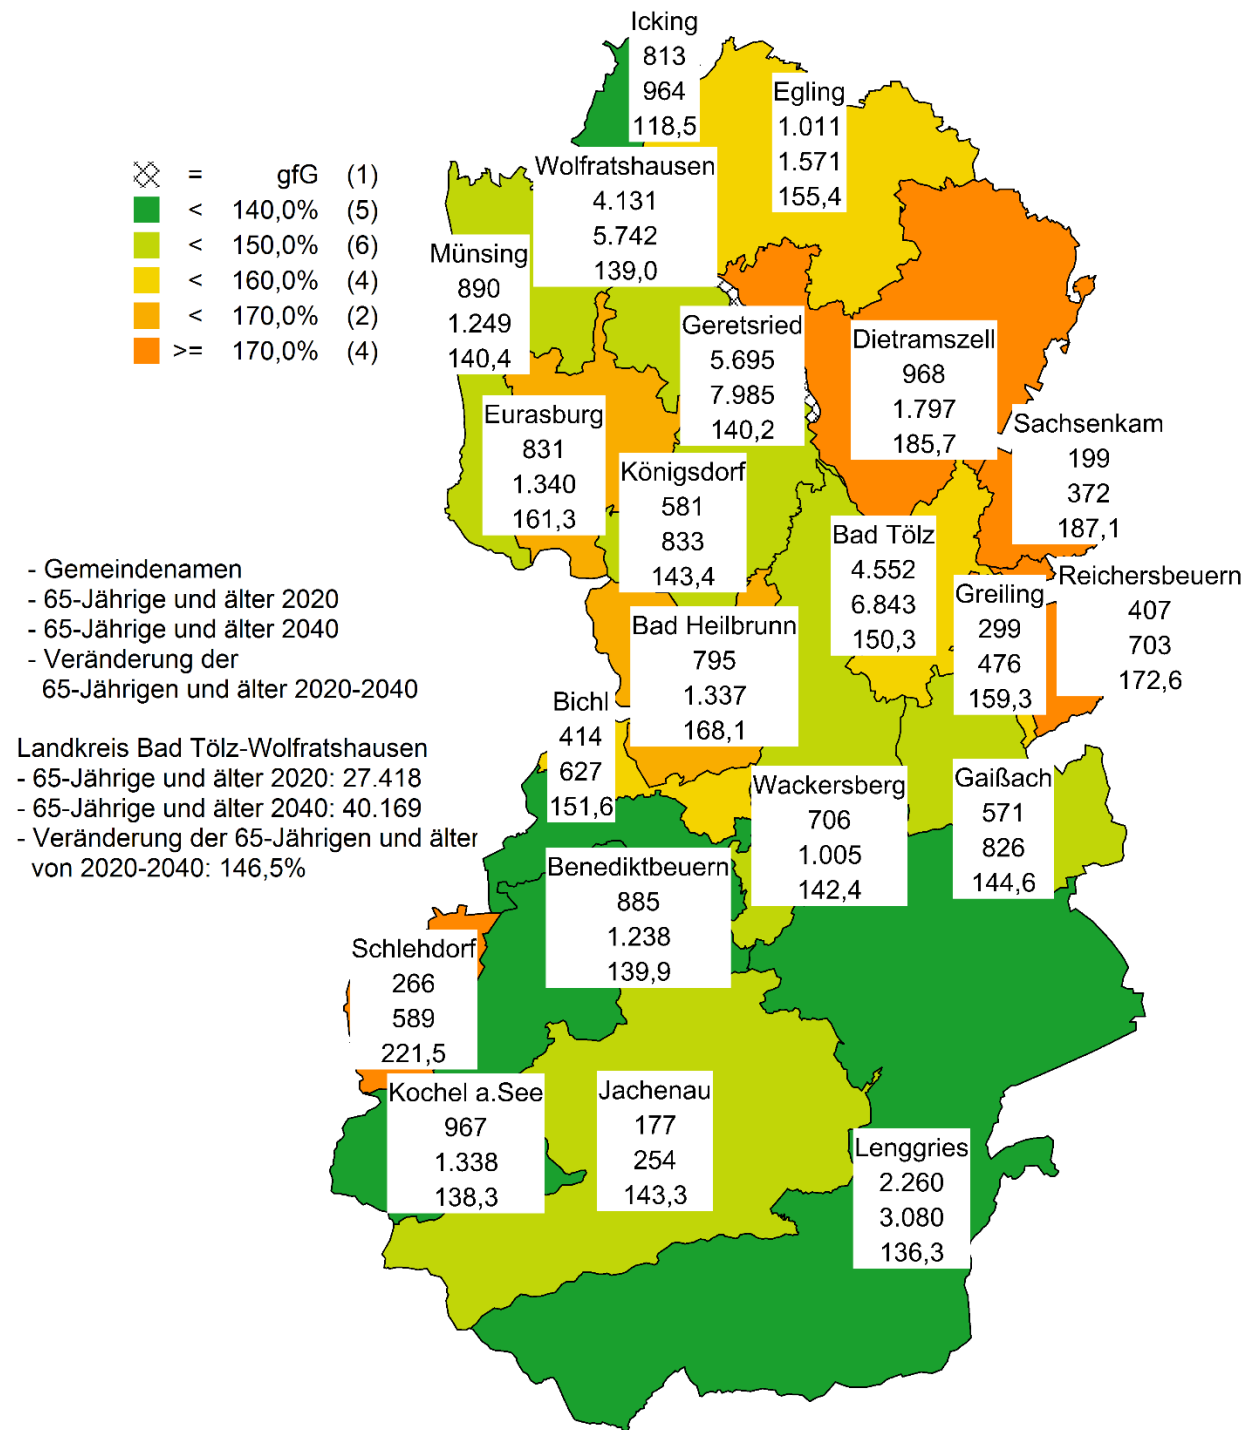 Icking
813
964
118,5
Egling
1.011
1.571
155,4
= gfG (1)
< 140,0% (5)
< 150,0% (6)
< 160,0% (4)
< 170,0% (2)
>= 170,0% (4)
Wolfratshausen
4.131
5.742
139,0
Münsing
890
1.249
140,4
Geretsried
5.695
7.985
140,2
Dietramszell
968
1.797
185,7
Eurasburg
831
1.340
161,3
Sachsenkam
199
372
187,1
Königsdorf
581
833
143,4
Bad Tölz
4.552
6.843
150,3
Greiling
299
476
159,3
Reichersbeuern
407
703
172,6
- Gemeindenamen
- 65-Jährige und älter 2020
- 65-Jährige und älter 2040
- Veränderung der
65-Jährigen und älter 2020-2040
Bad Heilbrunn
795
1.337
168,1
Bichl
414
627
151,6
Landkreis Bad Tölz-Wolfratshausen
- 65-Jährige und älter 2020: 27.418
- 65-Jährige und älter 2040: 40.169
- Veränderung der 65-Jährigen und älter
von 2020-2040: 146,5%
Wackersberg
706
1.005
142,4
Gaißach
571
826
144,6
Benediktbeuern
885
1.238
139,9
Schlehdorf
266
589
221,5
Kochel a.See
967
1.338
138,3
Jachenau
177
254
143,3
Lenggries
2.260
3.080
136,3